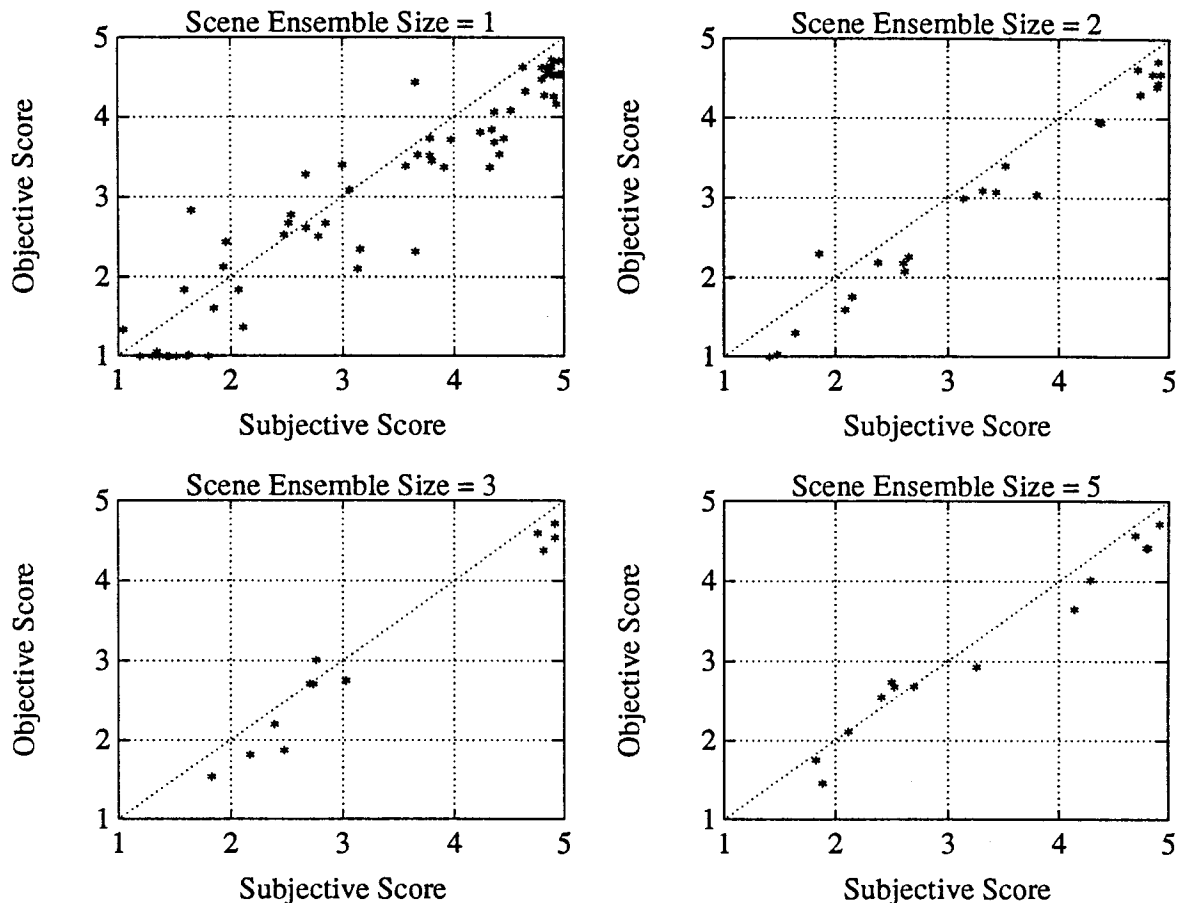 Scene Ensemble Size = 1
5
4
3
2
1
Objective Score
1 2 3 4 5
Subjective Score
Scene Ensemble Size = 2
5
4
3
2
1
Objective Score
1 2 3 4 5
Subjective Score
Scene Ensemble Size = 3
5
4
3
2
1
Objective Score
1 2 3 4 5
Subjective Score
Scene Ensemble Size = 5
5
4
3
2
1
Objective Score
1 2 3 4 5
Subjective Score